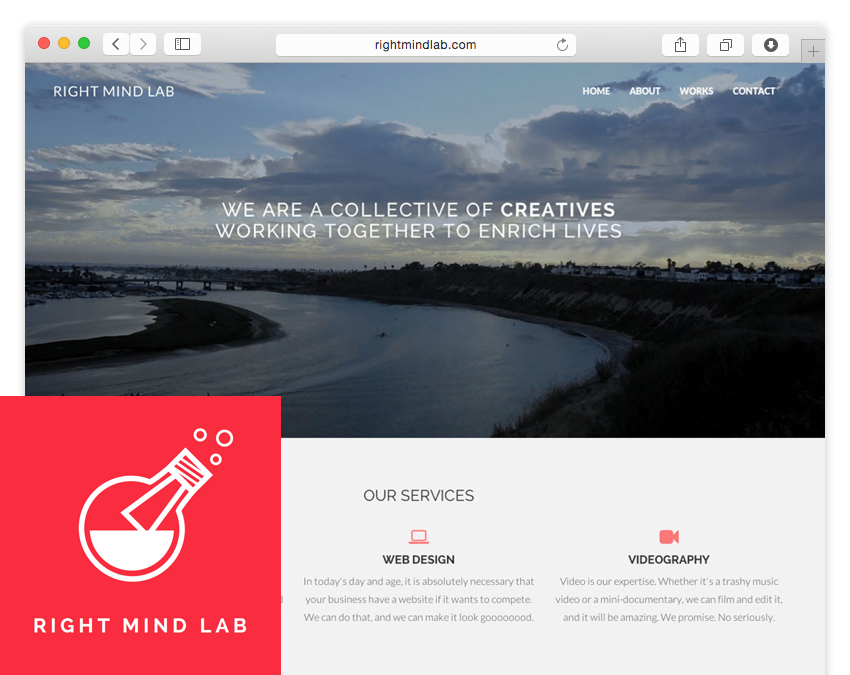 rightmindlab.com
RIGHT MIND LAB
HOME ABOUT WORKS CONTACT
WE ARE A COLLECTIVE OF CREATIVES
WORKING TOGETHER TO ENRICH LIVES
OUR SERVICES
WEB DESIGN
In today's day and age, it is absolutely necessary that
your business have a website if it wants to compete.
We can do that, and we can make it look goooooood.
VIDEOGRAPHY
Video is our expertise. Whether it's a trashy music
video or a mini-documentary, we can film and edit it,
and it will be amazing. We promise. No seriously.
RIGHT MIND LAB